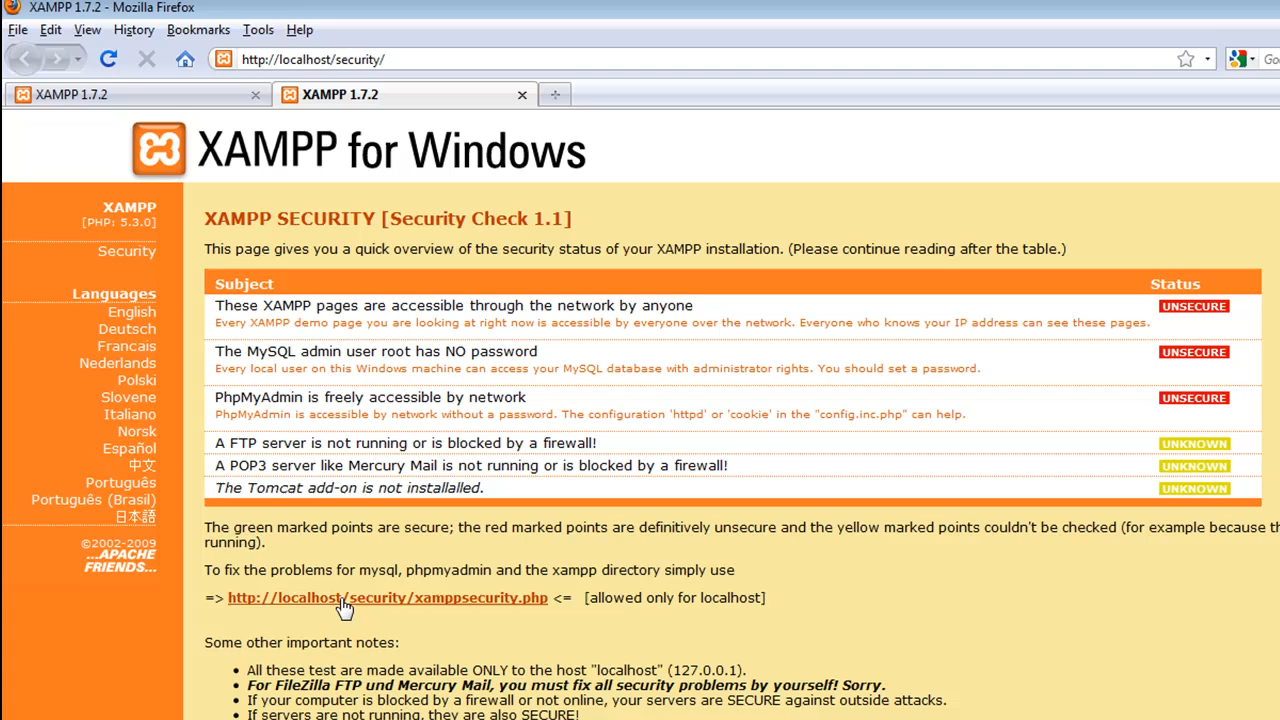 XAMPP 1.7.2 - Mozilla Firefox
File Edit View History Bookmarks Tools Help
http://localhost/security/
XAMPP 1.7.2
XAMPP 1.7.2
XAMPP for Windows
XAMPP
[PHP: 5.3.0]
Security
Languages
English
Deutsch
Francais
Nederlands
Polski
Slovene
Italiano
Norsk
Español
中文
Português
Português (Brasil)
日本語
©2002-2009
...APACHE
FRIENDS...
XAMPP SECURITY [Security Check 1.1]
This page gives you a quick overview of the security status of your XAMPP installation. (Please continue reading after the table.)
Subject Status
These XAMPP pages are accessible through the network by anyone UNSECURE
Every XAMPP demo page you are looking at right now is accessible by everyone over the network. Everyone who knows your IP address can see these pages.
The MySQL admin user root has NO password UNSECURE
Every local user on this Windows machine can access your MySQL database with administrator rights. You should set a password.
PhpMyAdmin is freely accessible by network UNSECURE
PhpMyAdmin is accessible by network without a password. The configuration 'httpd' or 'cookie' in the "config.inc.php" can help.
A FTP server is not running or is blocked by a firewall! UNKNOWN
A POP3 server like Mercury Mail is not running or is blocked by a firewall! UNKNOWN
The Tomcat add-on is not installalled. UNKNOWN
The green marked points are secure; the red marked points are definitively unsecure and the yellow marked points couldn't be checked (for example because th
running).
To fix the problems for mysql, phpmyadmin and the xampp directory simply use
=> http://localhost/security/xamppsecurity.php <= [allowed only for localhost]
Some other important notes:
• All these test are made available ONLY to the host "localhost" (127.0.0.1).
• For FileZilla FTP und Mercury Mail, you must fix all security problems by yourself! Sorry.
• If your computer is blocked by a firewall or not online, your servers are SECURE against outside attacks.
• If servers are not running, they are also SECURE!